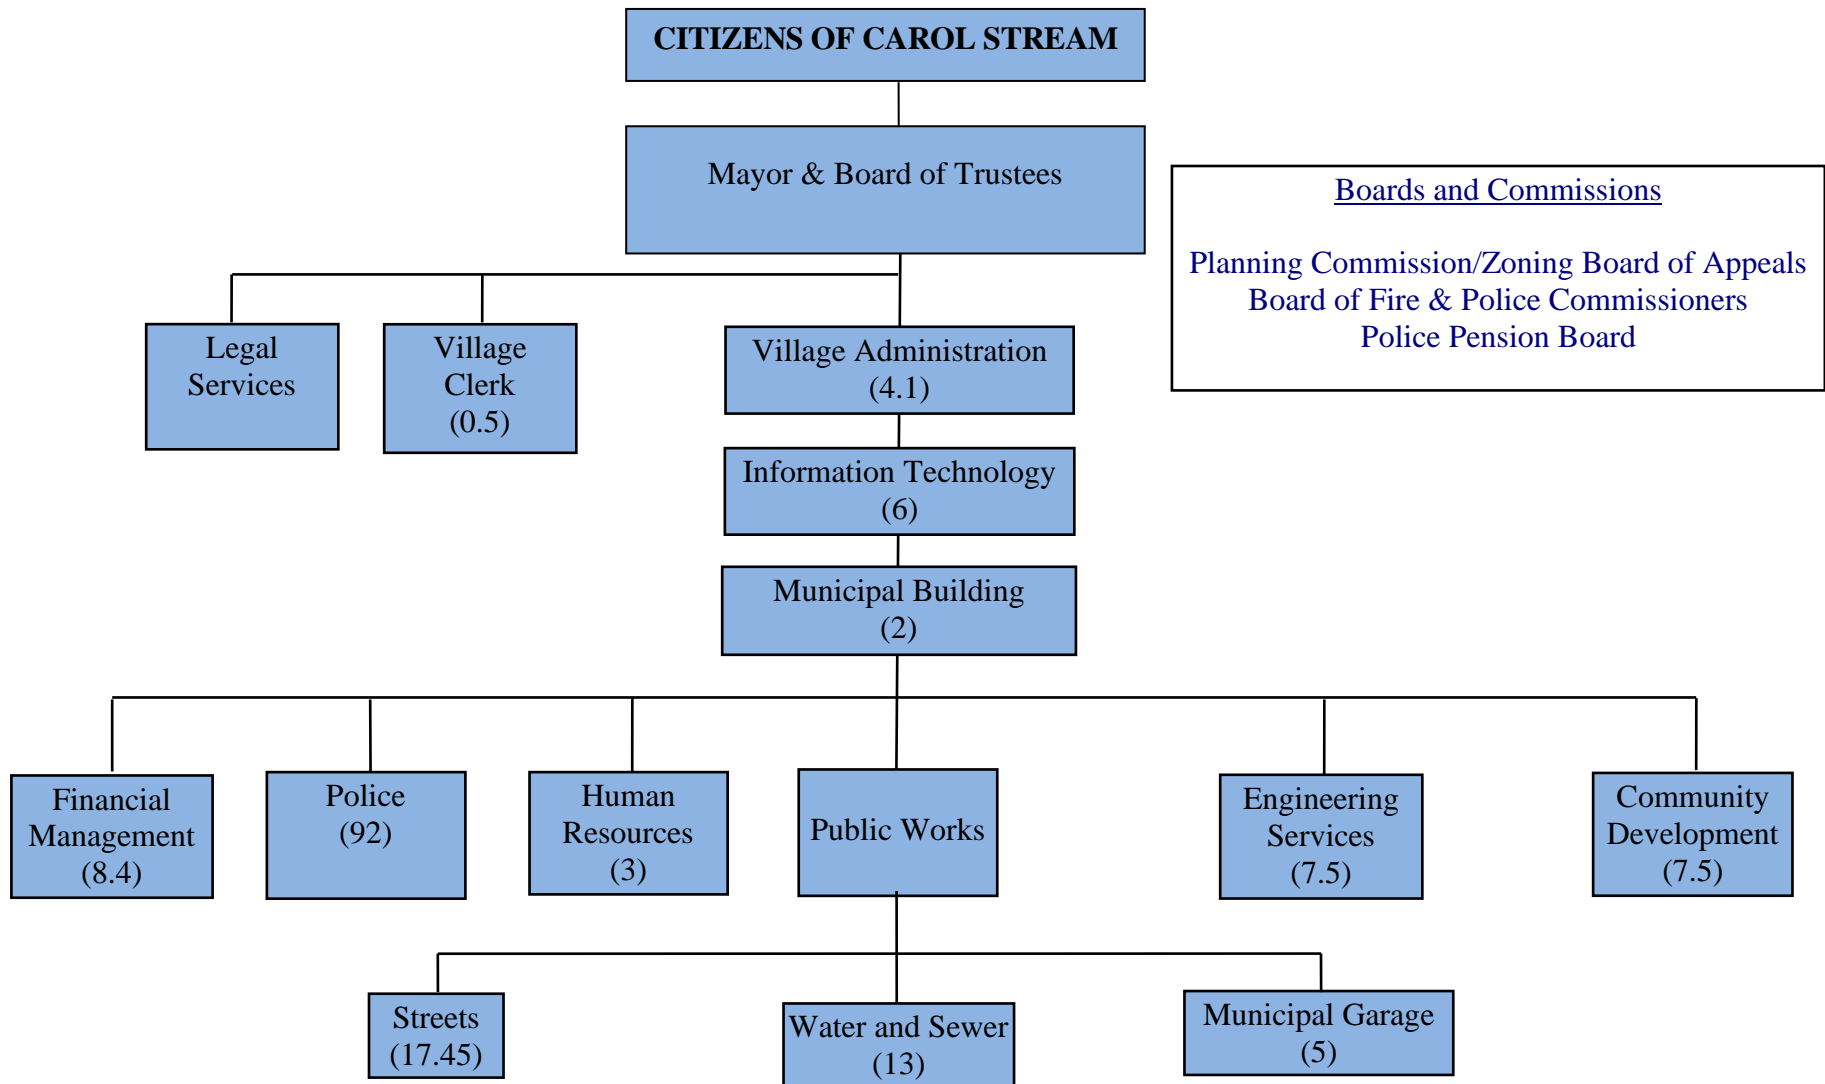 CITIZENS OF CAROL STREAM
Mayor & Board of Trustees
Boards and Commissions
Planning Commission/Zoning Board of Appeals
Board of Fire & Police Commissioners
Police Pension Board
Legal
Services
Village
Clerk
(0.5)
Village Administration
(4.1)
Information Technology
(6)
Municipal Building
(2)
Financial
Management
(8.4)
Police
(92)
Human
Resources
(3)
Public Works
Engineering
Services
(7.5)
Community
Development
(7.5)
Streets
(17.45)
Water and Sewer
(13)
Municipal Garage
(5)